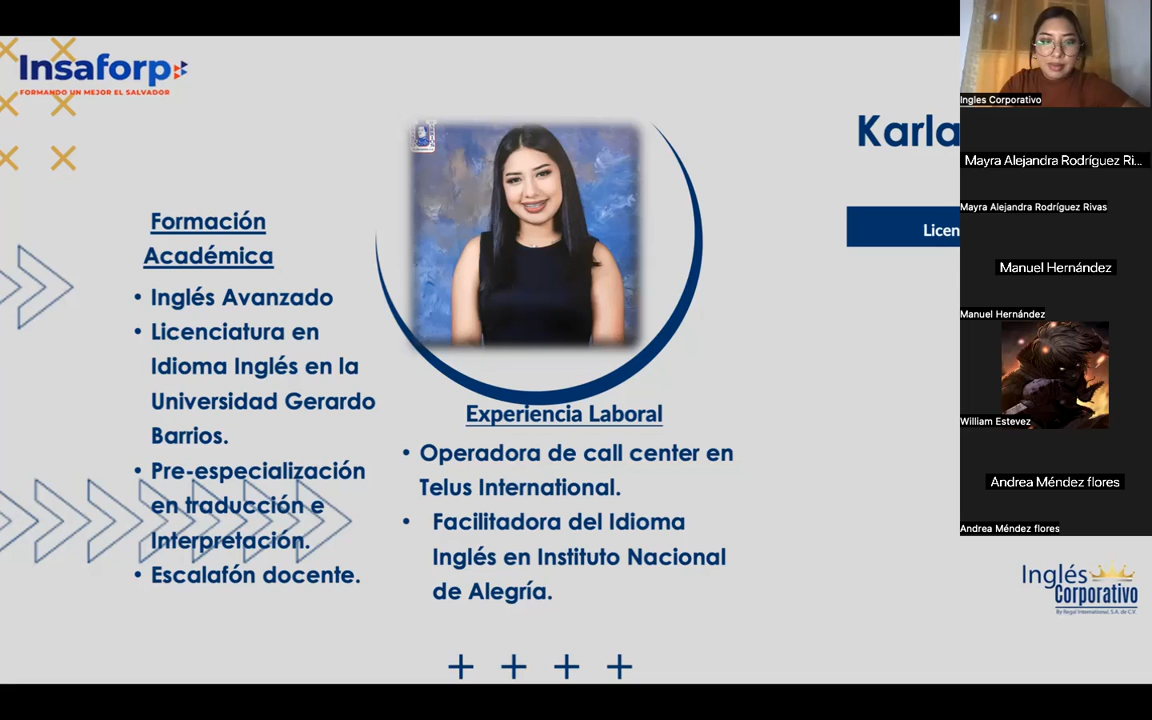 Insaforp
FORMANDO UN MEJOR EL SALVADOR
Formación
Académica
• Inglés Avanzado
• Licenciatura en
Idioma Inglés en la
Universidad Gerardo
Barrios.
• Pre-especialización
en traducción e
Interpretación.
• Escalafón docente.
Experiencia Laboral
• Operadora de call center en
Telus International.
• Facilitadora del Idioma
Inglés en Instituto Nacional
de Alegría.
Karla
Licen
Ingles Corporativo
Mayra Alejandra Rodríguez Ri...
Mayra Alejandra Rodríguez Rivas
Manuel Hernández
Manuel Hernández
William Estevez
Andrea Méndez flores
Andrea Méndez flores
Inglés
Corporativo